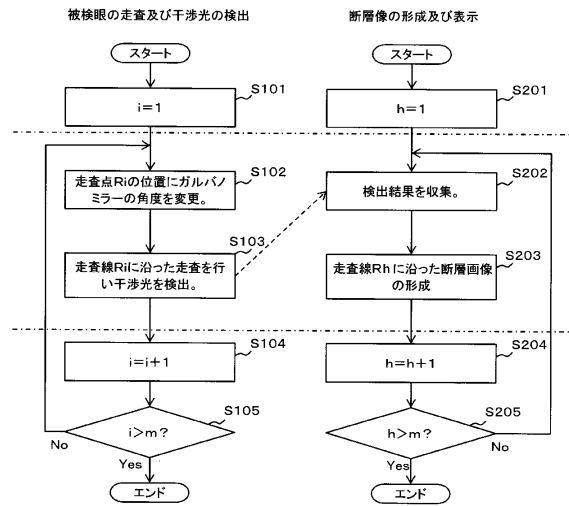 被検眼の走査及び干渉光の検出
スタート
i=1
S101
走査点Riの位置にガルバノ
ミラーの角度を変更。
S102
走査線Riに沿った走査を行
い干渉光を検出。
S103
i=i+1
S104
i>m?
S105
No
Yes
エンド
断層像の形成及び表示
スタート
h=1
S201
検出結果を収集。
S202
走査線Rhに沿った断層画像
の形成
S203
h=h+1
S204
h>m?
S205
No
Yes
エンド